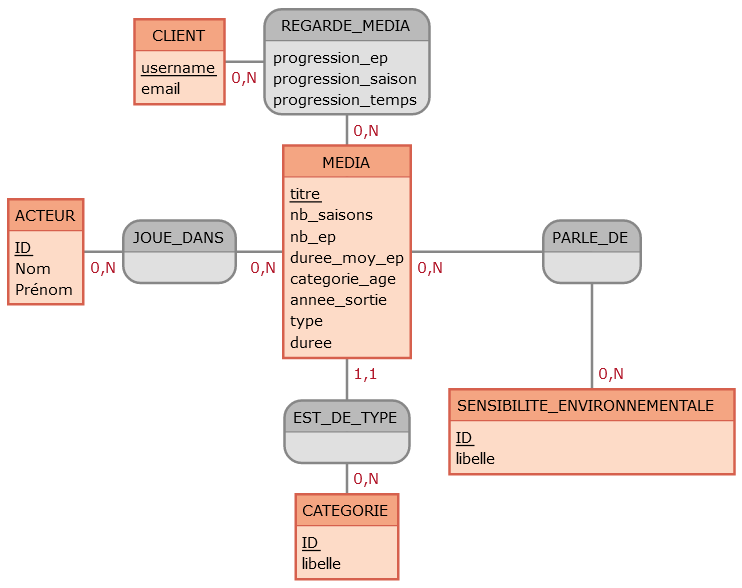 CLIENT
username
email
0,N
REGARDE_MEDIA
progression_ep
progression_saison
progression_temps
0,N
MEDIA
titre
nb_saisons
nb_ep
duree_moy_ep
categorie_age
annee_sortie
type
duree
ACTEUR
ID
Nom
Prénom
0,N
JOUE_DANS
0,N
0,N
PARLE_DE
0,N
SENSIBILITE_ENVIRONNEMENTALE
ID
libelle
1,1
EST_DE_TYPE
0,N
CATEGORIE
ID
libelle